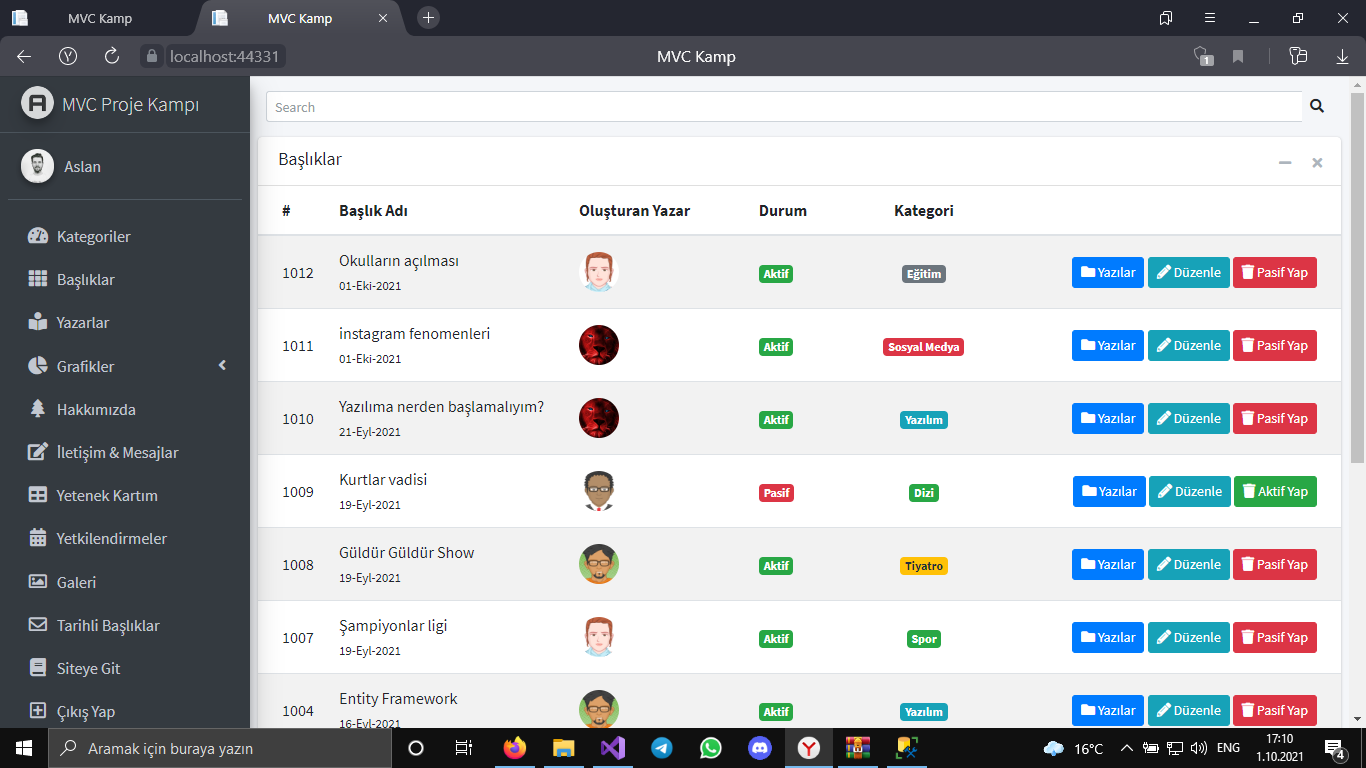 MVC Kamp
MVC Kamp
localhost:44331
MVC Kamp
1
MVC Proje Kampı
Aslan
Kategoriler
Başlıklar
Yazarlar
Grafikler
Hakkımızda
İletişim & Mesajlar
Yetenek Kartım
Yetkilendirmeler
Galeri
Tarihli Başlıklar
Siteye Git
Çıkış Yap
Search
Başlıklar
# Başlık Adı Oluşturan Yazar Durum Kategori
1012 Okulların açılması Aktif Eğitim Yazılar Düzenle Pasif Yap
01-Eki-2021
1011 instagram fenomenleri Aktif Sosyal Medya Yazılar Düzenle Pasif Yap
01-Eki-2021
1010 Yazılıma nerden başlamalıyım? Aktif Yazılım Yazılar Düzenle Pasif Yap
21-Eyl-2021
1009 Kurtlar vadisi Pasif Dizi Yazılar Düzenle Aktif Yap
19-Eyl-2021
1008 Güldür Güldür Show Aktif Tiyatro Yazılar Düzenle Pasif Yap
19-Eyl-2021
1007 Şampiyonlar ligi Aktif Spor Yazılar Düzenle Pasif Yap
19-Eyl-2021
1004 Entity Framework Aktif Yazılım Yazılar Düzenle Pasif Yap
16-Eyl-2021
Aramak için buraya yazın
16°C
ENG
17:10
1.10.2021
4